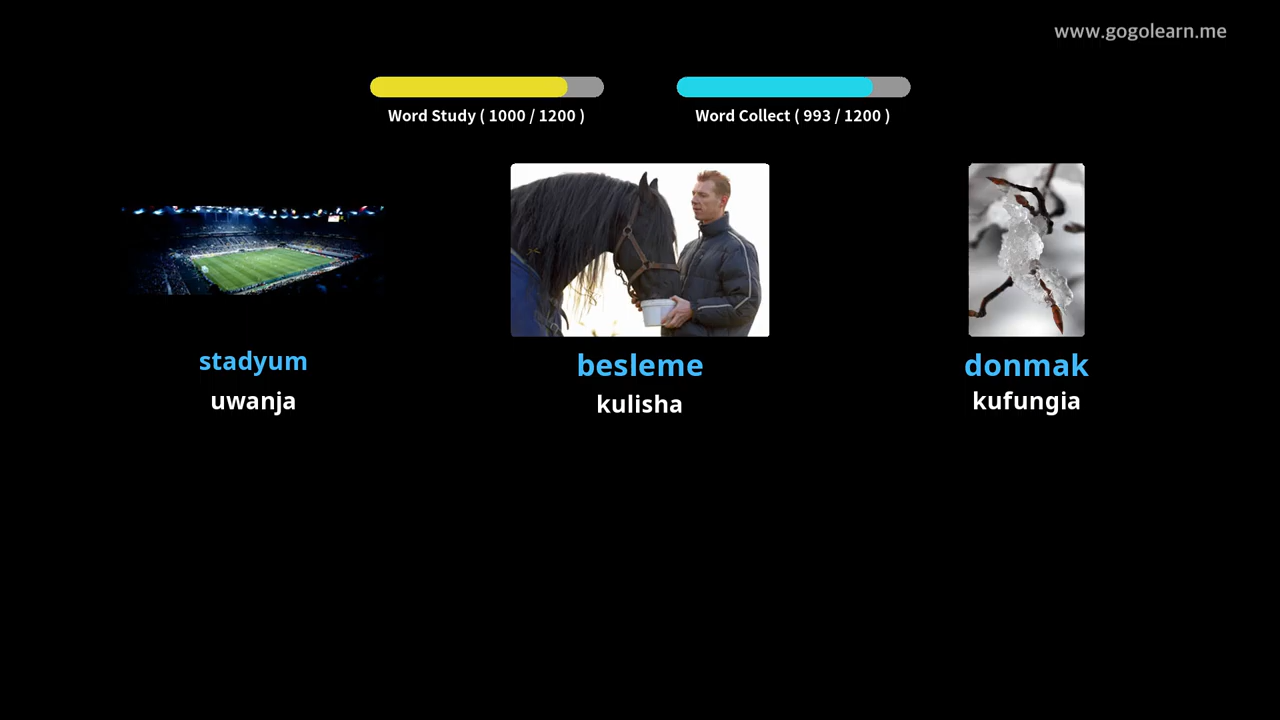 www.gogolearn.me
Word Study ( 1000 / 1200 )
Word Collect ( 993 / 1200 )
stadyum
uwanja
besleme
kulisha
donmak
kufungia